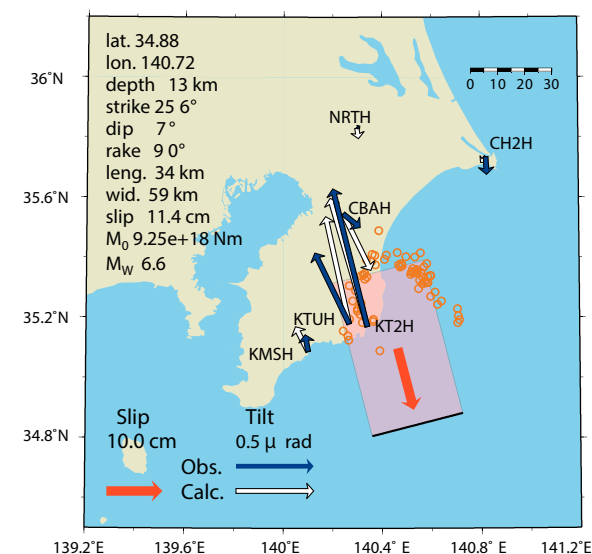 lat. 34.88
lon. 140.72
depth 13 km
strike 25 6°
dip 7°
rake 9 0°
leng. 34 km
wid. 59 km
slip 11.4 cm
M0 9.25e+18 Nm
MW 6.6
36°N
35.6°N
35.2°N
34.8°N
0 10 20 30
NRTH
CH2H
CBAH
KTUH
KT2H
KMSH
Slip
10.0 cm
Tilt
0.5 μ rad
Obs.
Calc.
139.2°E 139.6°E 140.0°E 140.4° E 140.8° E 141.2°E